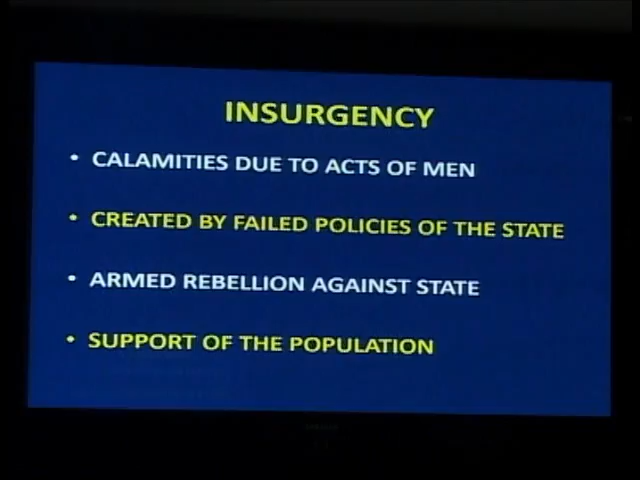 INSURGENCY
• CALAMITIES DUE TO ACTS OF MEN
• CREATED BY FAILED POLICIES OF THE STATE
• ARMED REBELLION AGAINST STATE
• SUPPORT OF THE POPULATION